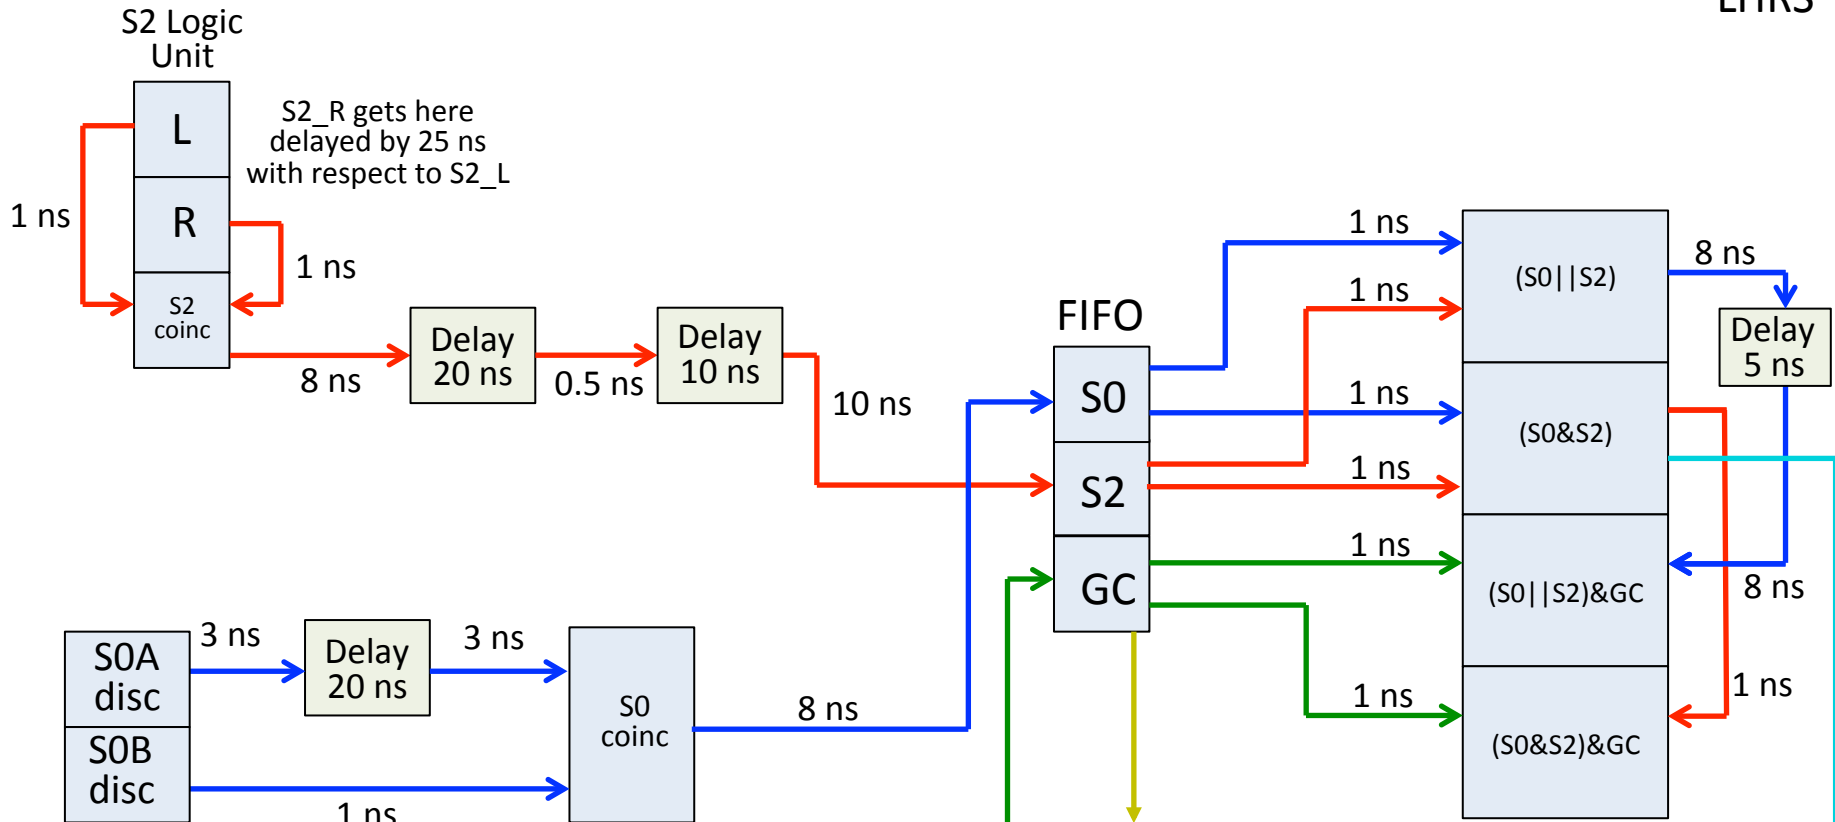 LHRS
S2 Logic
Unit
L
S2_R gets here
delayed by 25 ns
with respect to S2_L
1 ns
R
1 ns
S2
coinc
8 ns
Delay
20 ns
0.5 ns
Delay
10 ns
10 ns
FIFO
S0
S2
GC
1 ns
1 ns
1 ns
1 ns
1 ns
1 ns
(S0||S2)
(S0&S2)
(S0||S2)&GC
(S0&S2)&GC
8 ns
Delay
5 ns
8 ns
1 ns
S0A
disc
3 ns
Delay
20 ns
3 ns
S0B
disc
1 ns
S0
coinc
8 ns